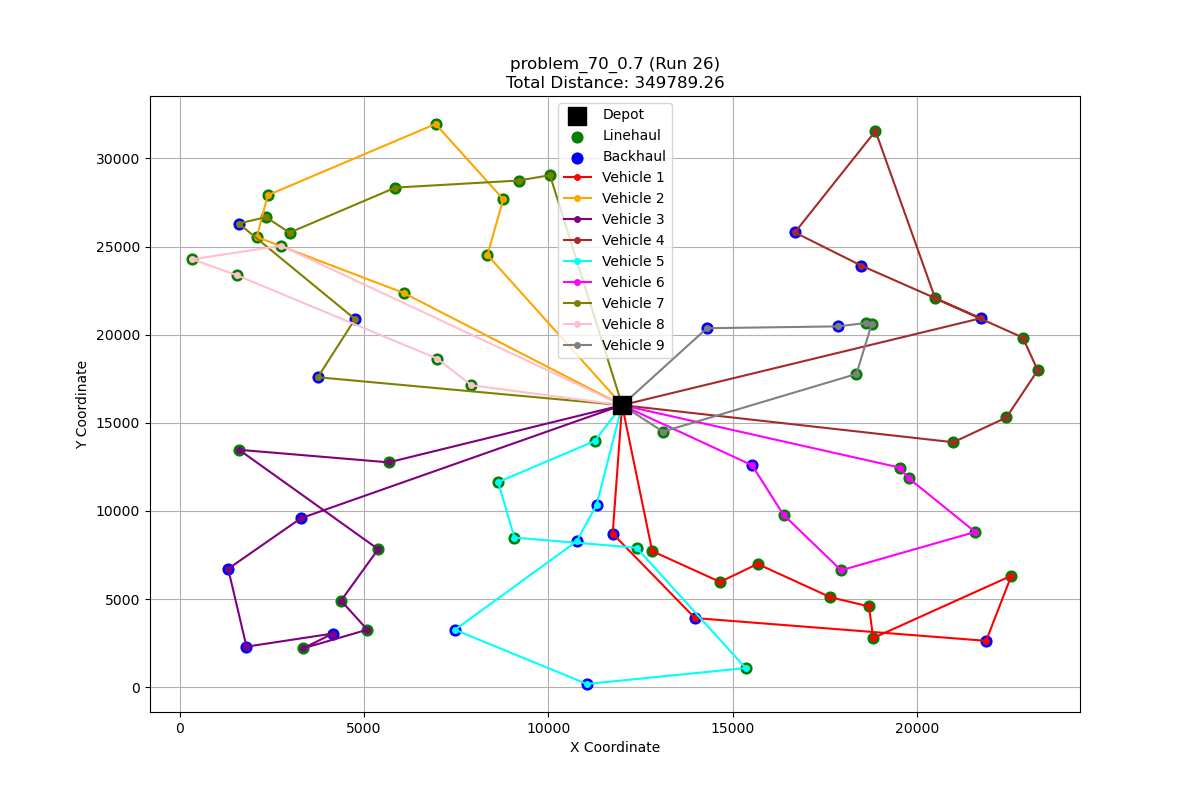 problem_70_0.7 (Run 26)
Total Distance: 349789.26
Depot
Linehaul
Backhaul
Vehicle 1
Vehicle 2
Vehicle 3
Vehicle 4
Vehicle 5
Vehicle 6
Vehicle 7
Vehicle 8
Vehicle 9
30000
25000
20000
15000
10000
5000
0
Y Coordinate
0 5000 10000 15000 20000
X Coordinate